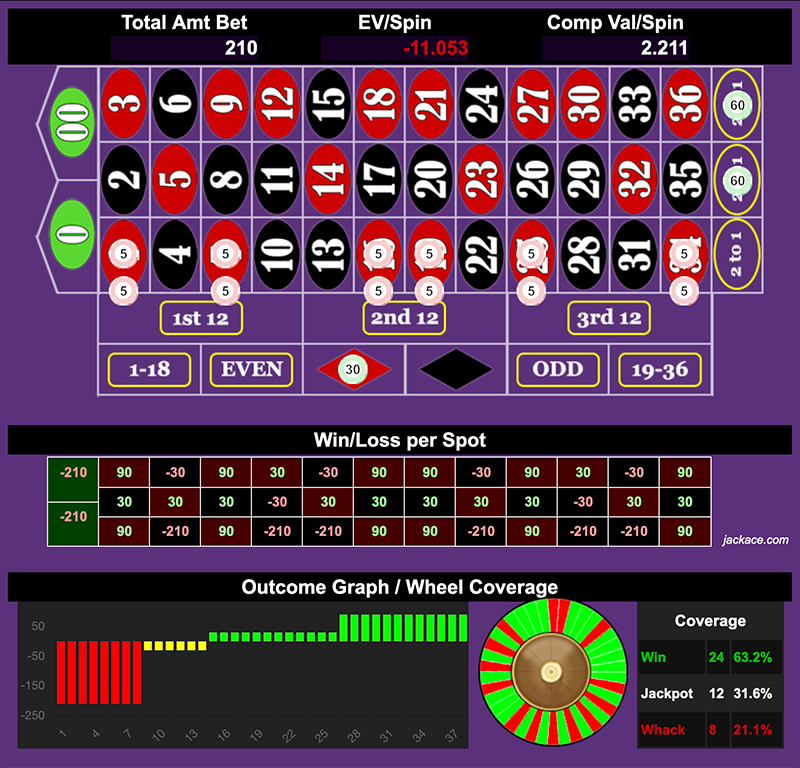 Total Amt Bet EV/Spin Comp Val/Spin
210 -11.053 2.211
00 3 6 9 12 15 18 21 24 27 30 33 36 60
0 2 5 8 11 14 17 20 23 26 29 32 35 60
5 4 5 10 13 5 5 22 5 28 31 5 2 to 1
5 5 5 5 5 5
1st 12 2nd 12 3rd 12
1-18 EVEN 30 ODD 19-36
Win/Loss per Spot
-210 90 -30 90 30 -30 90 90 -30 90 30 -30 90
-210 30 30 30 -30 30 30 30 30 30 -30 30 30
90 -210 90 -210 -210 90 90 -210 90 -210 -210 90
jackace.com
Outcome Graph / Wheel Coverage
50
-50
-150
-250
1 4 7 10 13 16 19 22 25 28 31 34 37
Coverage
Win 24 63.2%
Jackpot 12 31.6%
Whack 8 21.1%